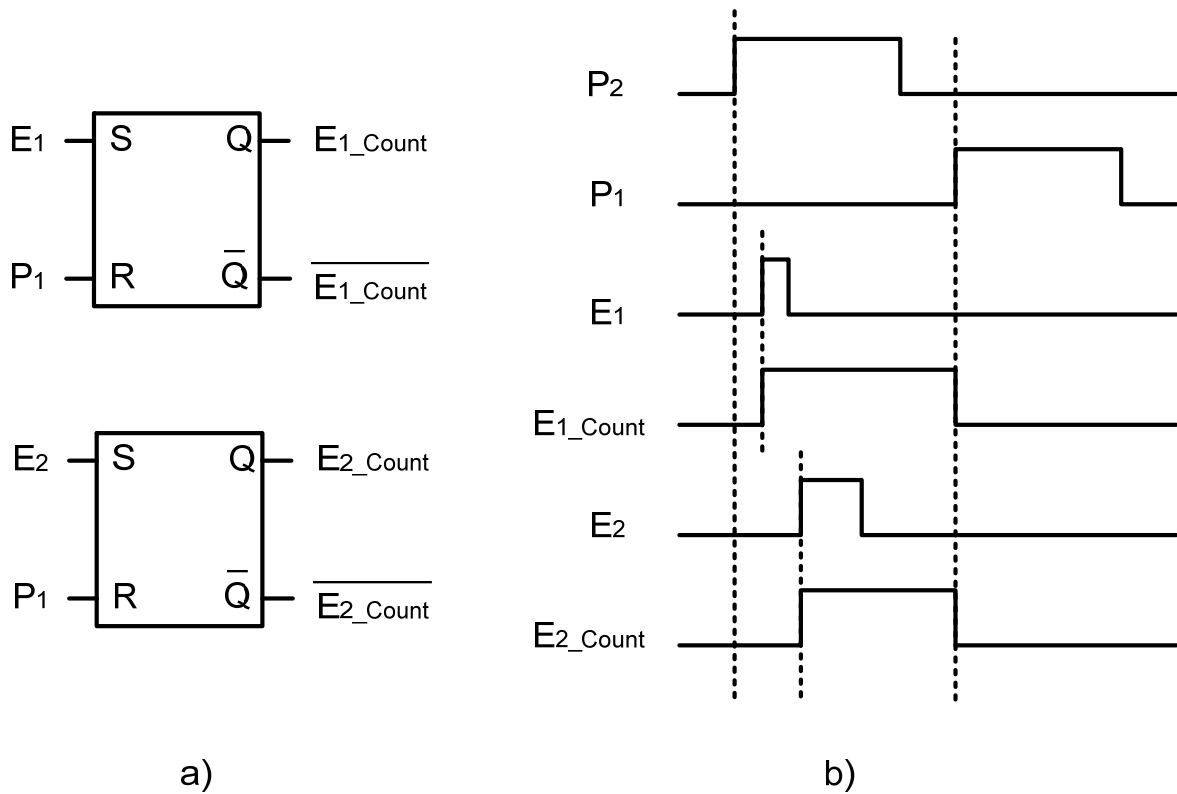 E1 S Q E1_Count
P1 R Q̅ E1_Count
E2 S Q E2_Count
P1 R Q̅ E2_Count
a)
P2
P1
E1
E1_Count
E2
E2_Count
b)